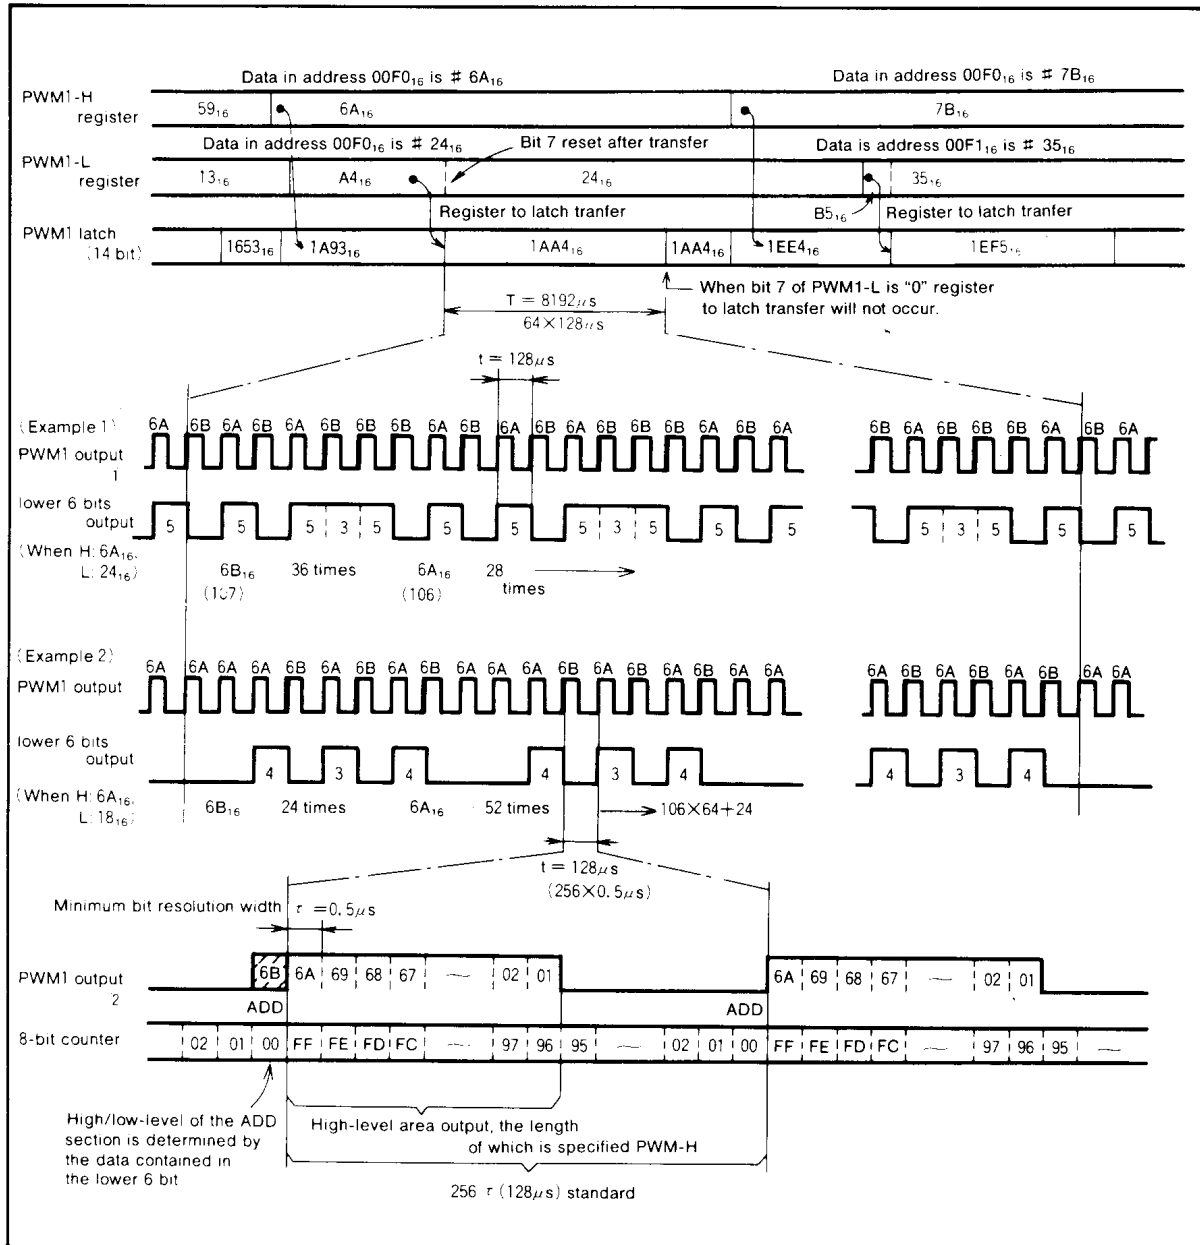 Data in address 00F0₁₆ is # 6A₁₆ Data in address 00F0₁₆ is # 7B₁₆
PWM1-H
register
59₁₆ 6A₁₆ 7B₁₆
Data in address 00F0₁₆ is # 24₁₆ Bit 7 reset after transfer Data is address 00F1₁₆ is # 35₁₆
PWM1-L
register
13₁₆ A4₁₆ 24₁₆ 35₁₆
Register to latch tranfer B5₁₆ Register to latch tranfer
PWM1 latch
(14 bit)
1653₁₆ 1A93₁₆ 1AA4₁₆ 1AA4₁₆ 1EE4₁₆ 1EF5₁₆
When bit 7 of PWM1-L is "0" register
to latch transfer will not occur.
T = 8192μs
64×128μs
t = 128μs
(Example 1)
6A 6B 6A 6B 6A 6B 6B 6B 6A 6B 6A 6B 6A 6B 6B 6B 6A 6B 6A
6B 6A 6B 6B 6B 6A 6B 6A
PWM1 output
1
lower 6 bits
output
5 5 5 3 5 5 5 5 3 5 5 5 5 3 5 5 5
(When H: 6A₁₆,
L: 24₁₆)
6B₁₆ 36 times 6A₁₆ 28
times
(107) (106)
(Example 2)
6A 6A 6A 6A 6B 6A 6B 6A 6B 6A 6A 6A 6B 6A 6B 6A 6B 6A 6A
6A 6B 6A 6B 6A 6B 6A 6A
PWM1 output
lower 6 bits
output
4 3 4 4 3 4 4 3 4
(When H: 6A₁₆,
L: 18₁₆)
6B₁₆ 24 times 6A₁₆ 52 times 106×64+24
t = 128μs
(256×0.5μs)
Minimum bit resolution width τ =0.5μs
PWM1 output
2
6B 6A 69 68 67 ~ 02 01 6A 69 68 67 ~ 02 01
ADD ADD
8-bit counter
02 01 00 FF FE FD FC ~ 97 96 95 ~ 02 01 00 FF FE FD FC ~ 97 96 95 ~
High/low-level of the ADD
section is determined by
the data contained in
the lower 6 bit
High-level area output, the length
of which is specified PWM-H
256 τ (128μs) standard